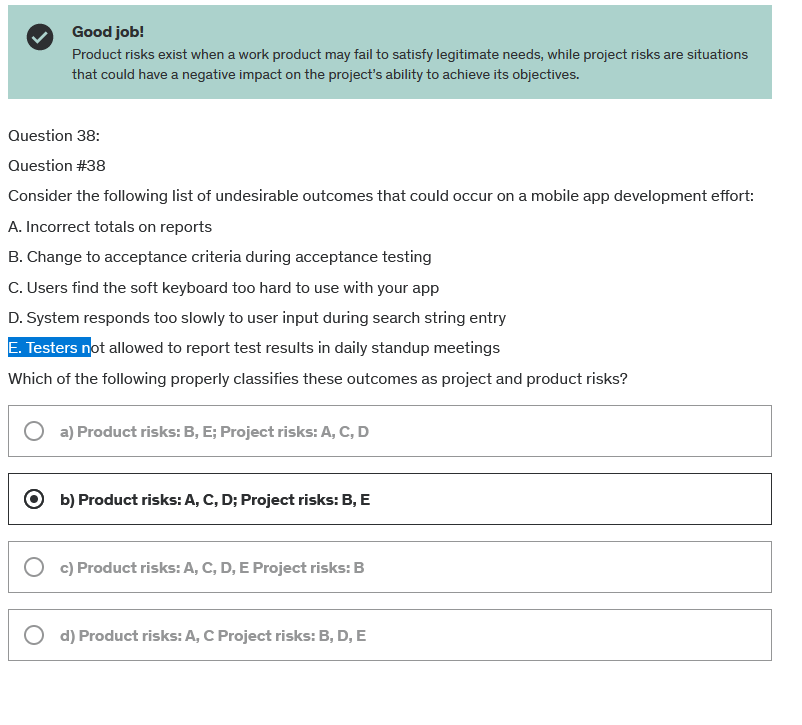 Good job!
Product risks exist when a work product may fail to satisfy legitimate needs, while project risks are situations
that could have a negative impact on the project's ability to achieve its objectives.
Question 38:
Question #38
Consider the following list of undesirable outcomes that could occur on a mobile app development effort:
A. Incorrect totals on reports
B. Change to acceptance criteria during acceptance testing
C. Users find the soft keyboard too hard to use with your app
D. System responds too slowly to user input during search string entry
E. Testers not allowed to report test results in daily standup meetings
Which of the following properly classifies these outcomes as project and product risks?
a) Product risks: B, E; Project risks: A, C, D
b) Product risks: A, C, D; Project risks: B, E
c) Product risks: A, C, D, E Project risks: B
d) Product risks: A, C Project risks: B, D, E